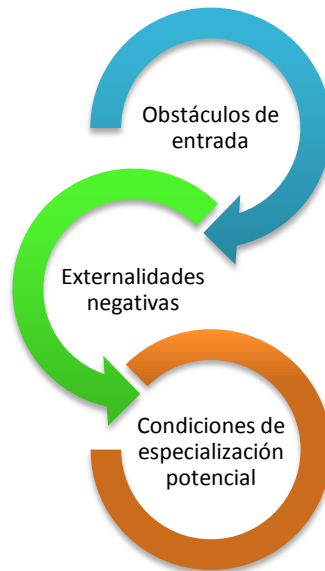 Obstáculos de
entrada
Externalidades
negativas
Condiciones de
especialización
potencial